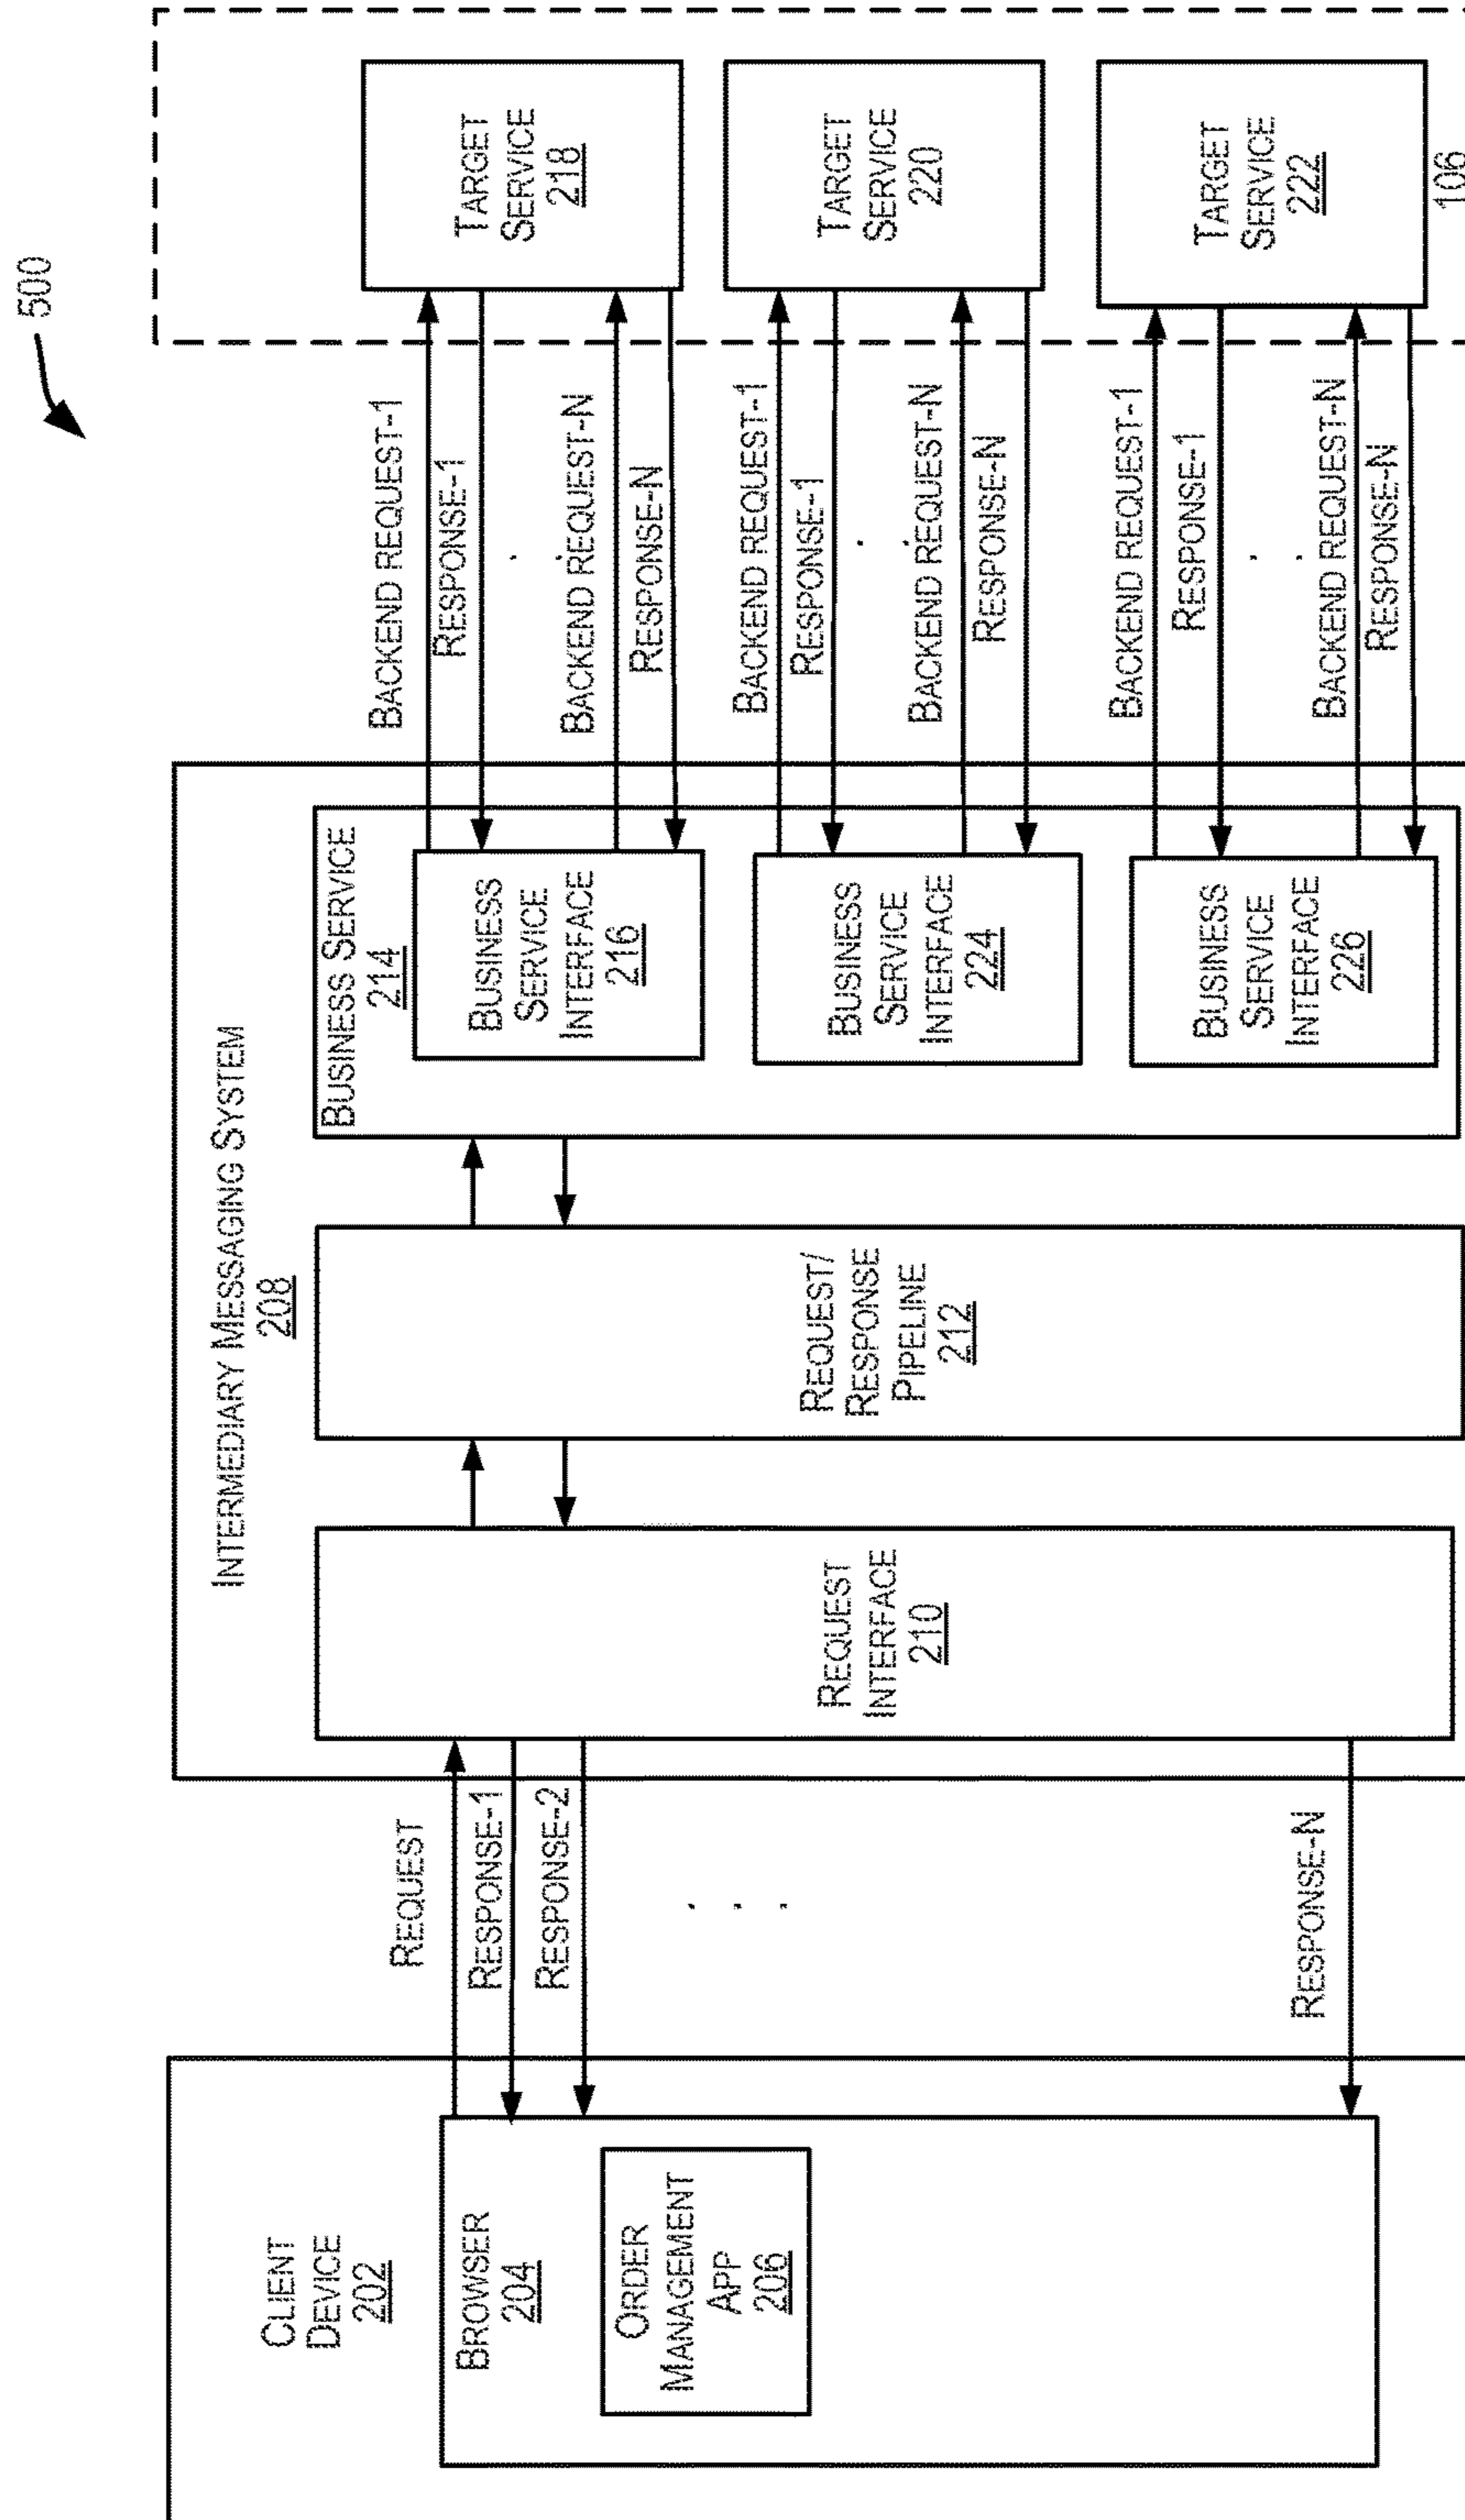 500
CLIENT
DEVICE
202
BROWSER
204
ORDER
MANAGEMENT
APP
206
REQUEST
RESPONSE-1
RESPONSE-2
. . .
RESPONSE-N
INTERMEDIARY MESSAGING SYSTEM
208
REQUEST
INTERFACE
210
REQUEST/
RESPONSE
PIPELINE
212
BUSINESS SERVICE
214
BUSINESS
SERVICE
INTERFACE
216
BUSINESS
SERVICE
INTERFACE
224
BUSINESS
SERVICE
INTERFACE
226
BACKEND REQUEST-1
RESPONSE-1
. .
BACKEND REQUEST-N
RESPONSE-N
BACKEND REQUEST-1
RESPONSE-1
. .
BACKEND REQUEST-N
RESPONSE-N
BACKEND REQUEST-1
RESPONSE-1
. .
BACKEND REQUEST-N
RESPONSE-N
TARGET
SERVICE
218
TARGET
SERVICE
220
TARGET
SERVICE
222
106